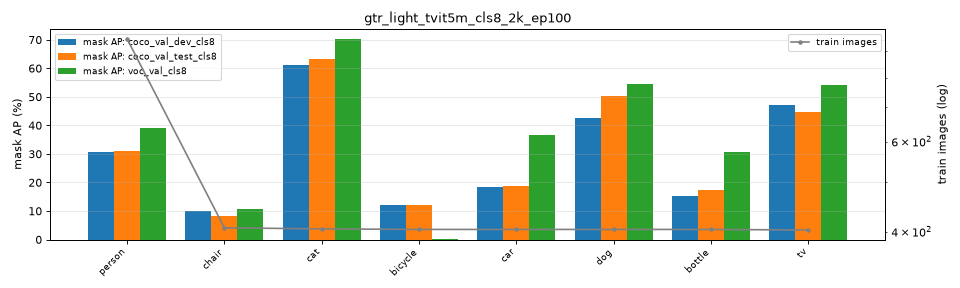 gtr_light_tvit5m_cls8_2k_ep100
mask AP: coco_val_dev_cls8
mask AP: coco_val_test_cls8
mask AP: voc_val_cls8
train images
mask AP (%)
70
60
50
40
30
20
10
0
train images (log)
6 × 10²
4 × 10²
person
chair
cat
bicycle
car
dog
bottle
tv